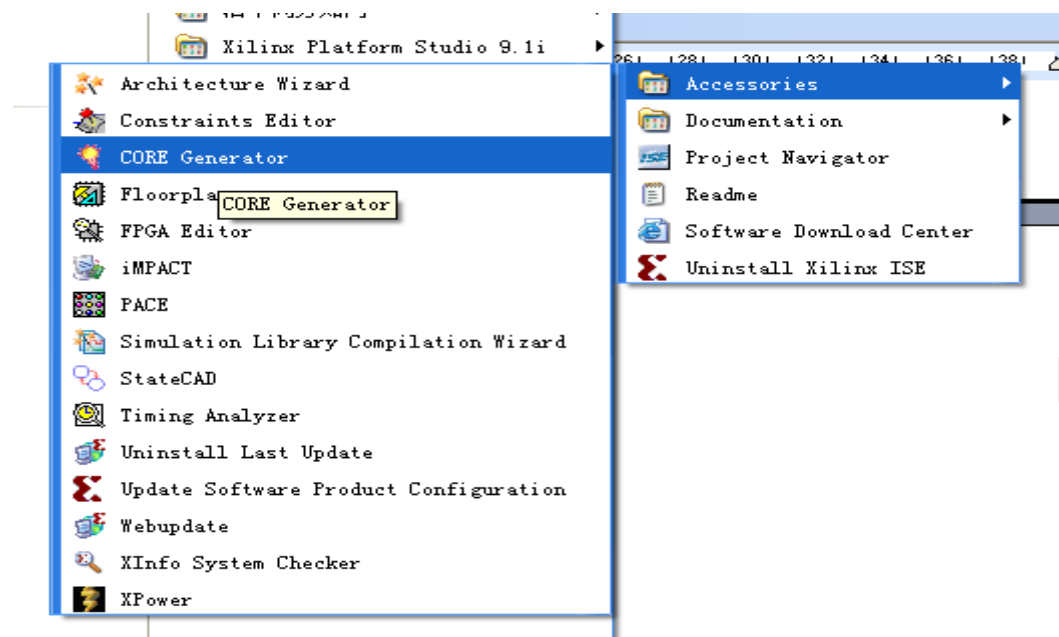 Xilinx Platform Studio 9.1i
Architecture Wizard
Constraints Editor
CORE Generator
Floorpla
CORE Generator
FPGA Editor
iMPACT
PACE
Simulation Library Compilation Wizard
StateCAD
Timing Analyzer
Uninstall Last Update
Update Software Product Configuration
Webupdate
XInfo System Checker
XPower
Accessories
Documentation
Project Navigator
Readme
Software Download Center
Uninstall Xilinx ISE